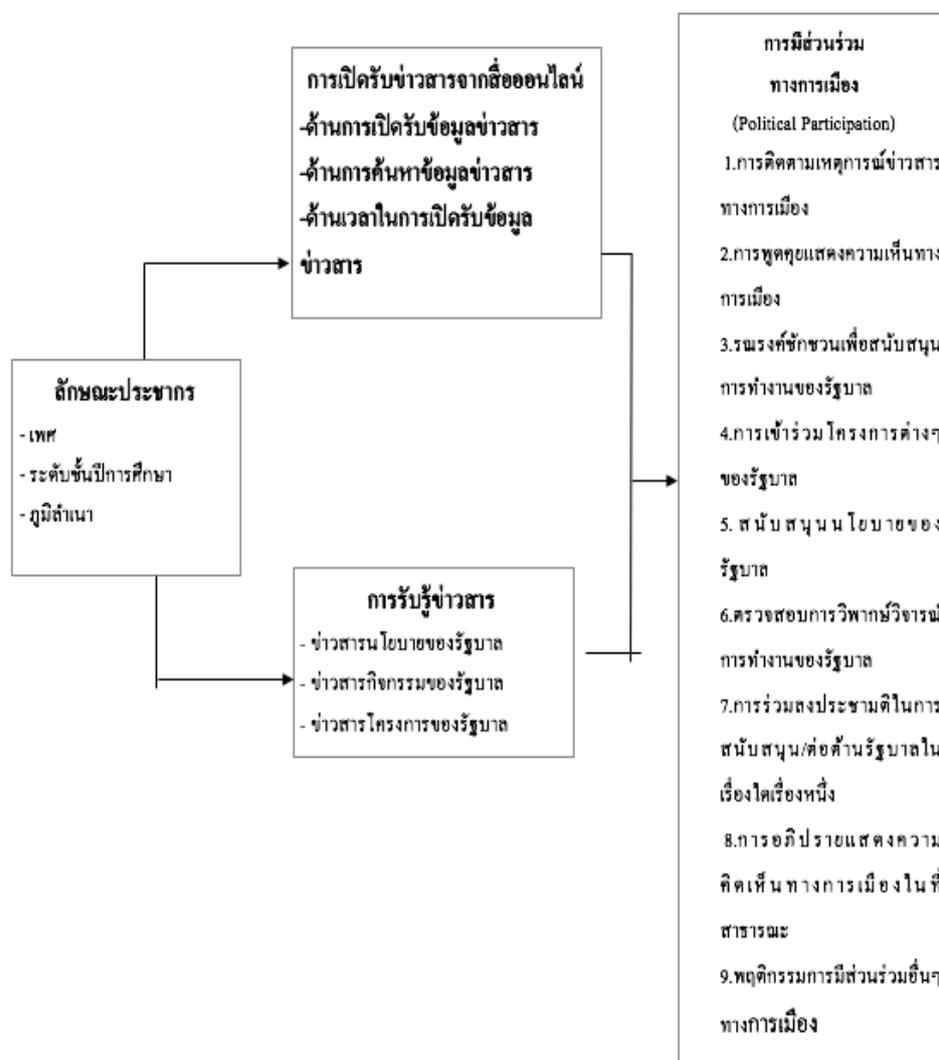 ลักษณะประชากร
- เพศ
- ระดับชั้นปีการศึกษา
- ภูมิลำเนา
การเปิดรับข่าวสารจากสื่อออนไลน์
-ด้านการเปิดรับข้อมูลข่าวสาร
-ด้านการค้นหาข้อมูลข่าวสาร
-ด้านเวลาในการเปิดรับข้อมูล
ข่าวสาร
การรับรู้ข่าวสาร
- ข่าวสารนโยบายของรัฐบาล
- ข่าวสารกิจกรรมของรัฐบาล
- ข่าวสารโครงการของรัฐบาล
การมีส่วนร่วม
ทางการเมือง
(Political Participation)
1.การติดตามเหตุการณ์ข่าวสาร
ทางการเมือง
2.การพูดคุยแสดงความเห็นทาง
การเมือง
3.รณรงค์ชักชวนเพื่อสนับสนุน
การทำงานของรัฐบาล
4.การเข้าร่วมโครงการต่างๆ
ของรัฐบาล
5. สนับสนุนนโยบายของ
รัฐบาล
6.ตรวจสอบการวิพากษ์วิจารณ์
การทำงานของรัฐบาล
7.การร่วมลงประชามติในการ
สนับสนุน/ต่อต้านรัฐบาลใน
เรื่องใดเรื่องหนึ่ง
8.การอภิปรายแสดงความ
คิดเห็นทางการเมืองในที่
สาธารณะ
9.พฤติกรรมการมีส่วนร่วมอื่นๆ
ทางการเมือง